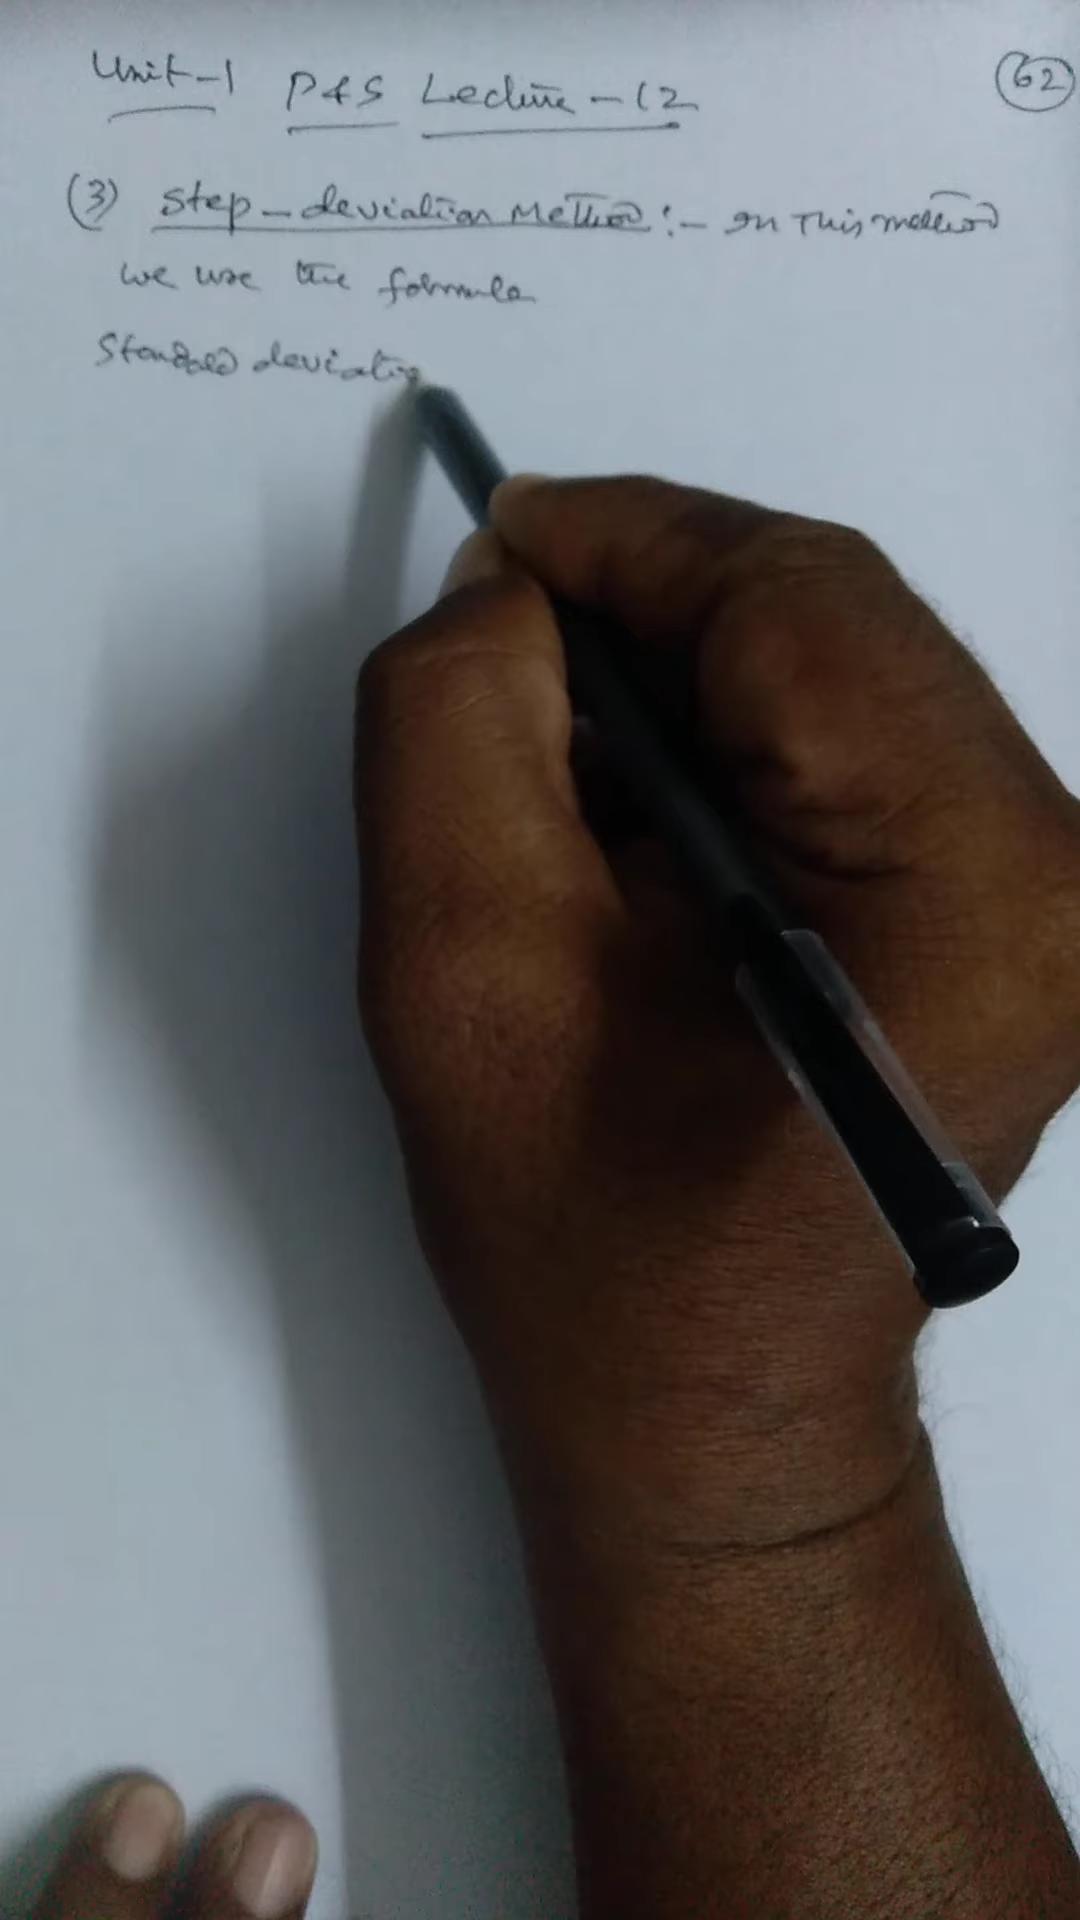 Unit-1 P&S Lecture-12
62
(3) Step-deviation Method:- In This method
we use the formula
Standard deviation